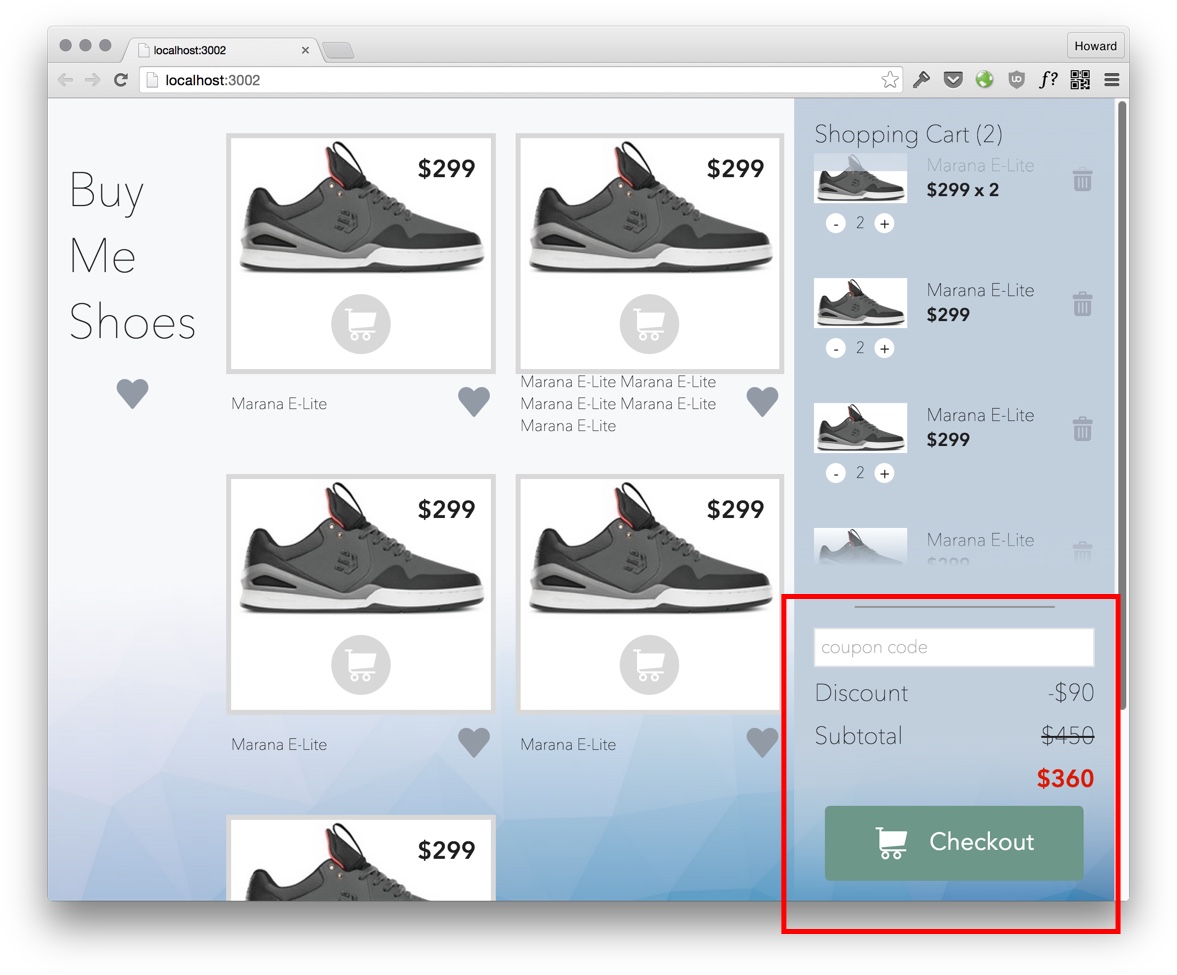 localhost:3002
Howard
localhost:3002
f?
Buy
Me
Shoes
$299
Marana E-Lite
$299
Marana E-Lite Marana E-Lite
Marana E-Lite Marana E-Lite
Marana E-Lite
$299
Marana E-Lite
$299
Marana E-Lite
$299
Shopping Cart (2)
Marana E-Lite
$299 x 2
- 2 +
Marana E-Lite
$299
- 2 +
Marana E-Lite
$299
- 2 +
Marana E-Lite
$299
coupon code
Discount -$90
Subtotal $450
$360
Checkout